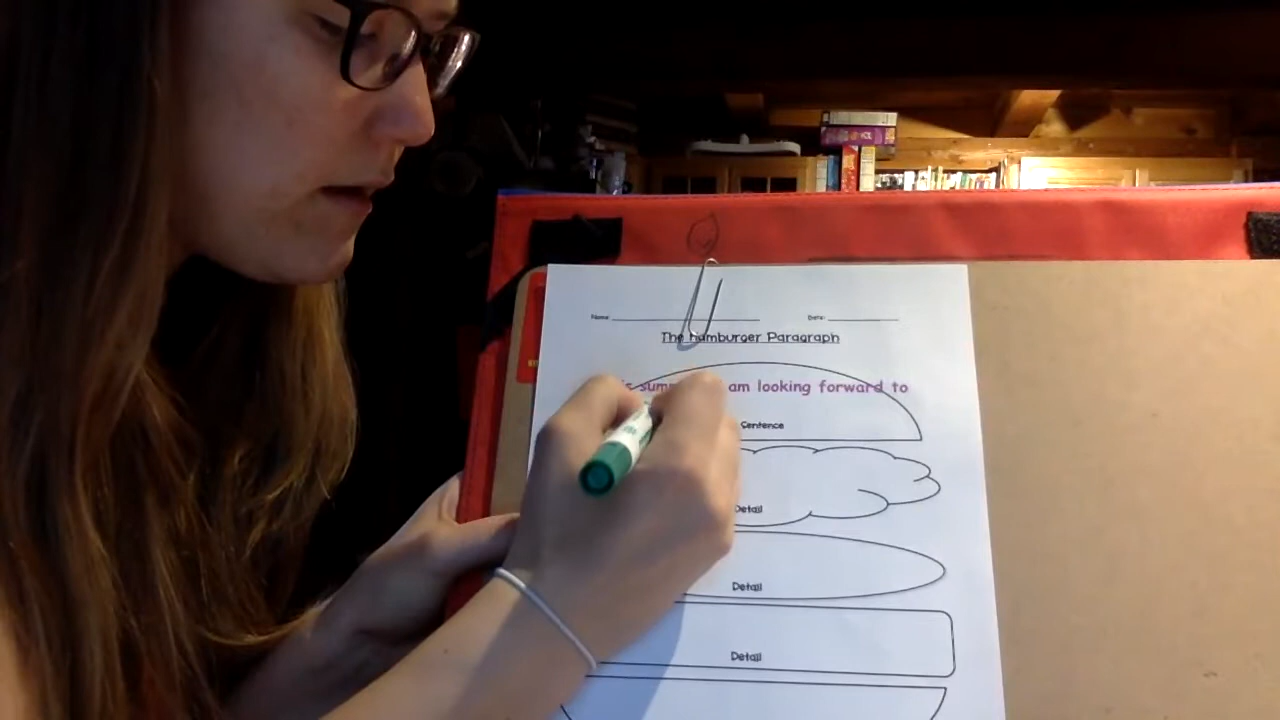 Name: Date:
The Hamburger Paragraph
am looking forward to
Sentence
Detail
Detail
Detail